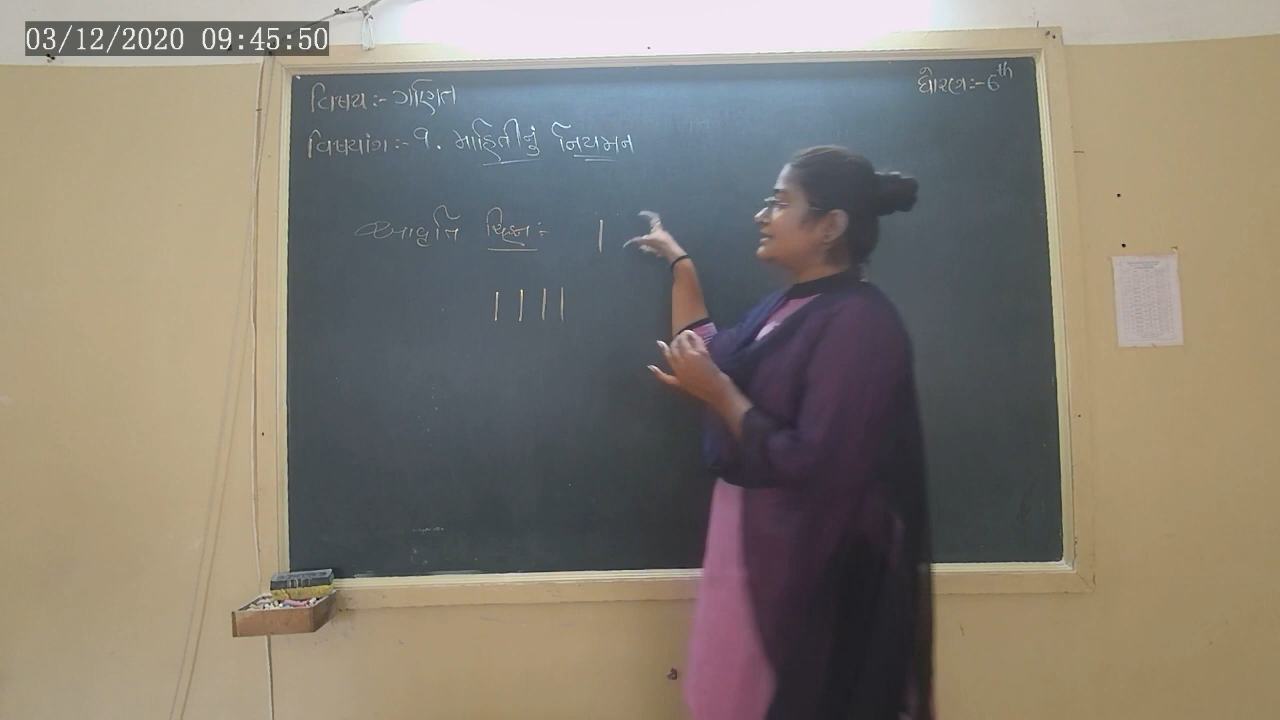 03/12/2020 09:45:50
વિષય:- ગણિત
ધોરણ:- 6th
વિષયાંગ:- ૧. માહિતીનું નિયમન
આવૃતિ ચિહ્ન:- |
| | | |